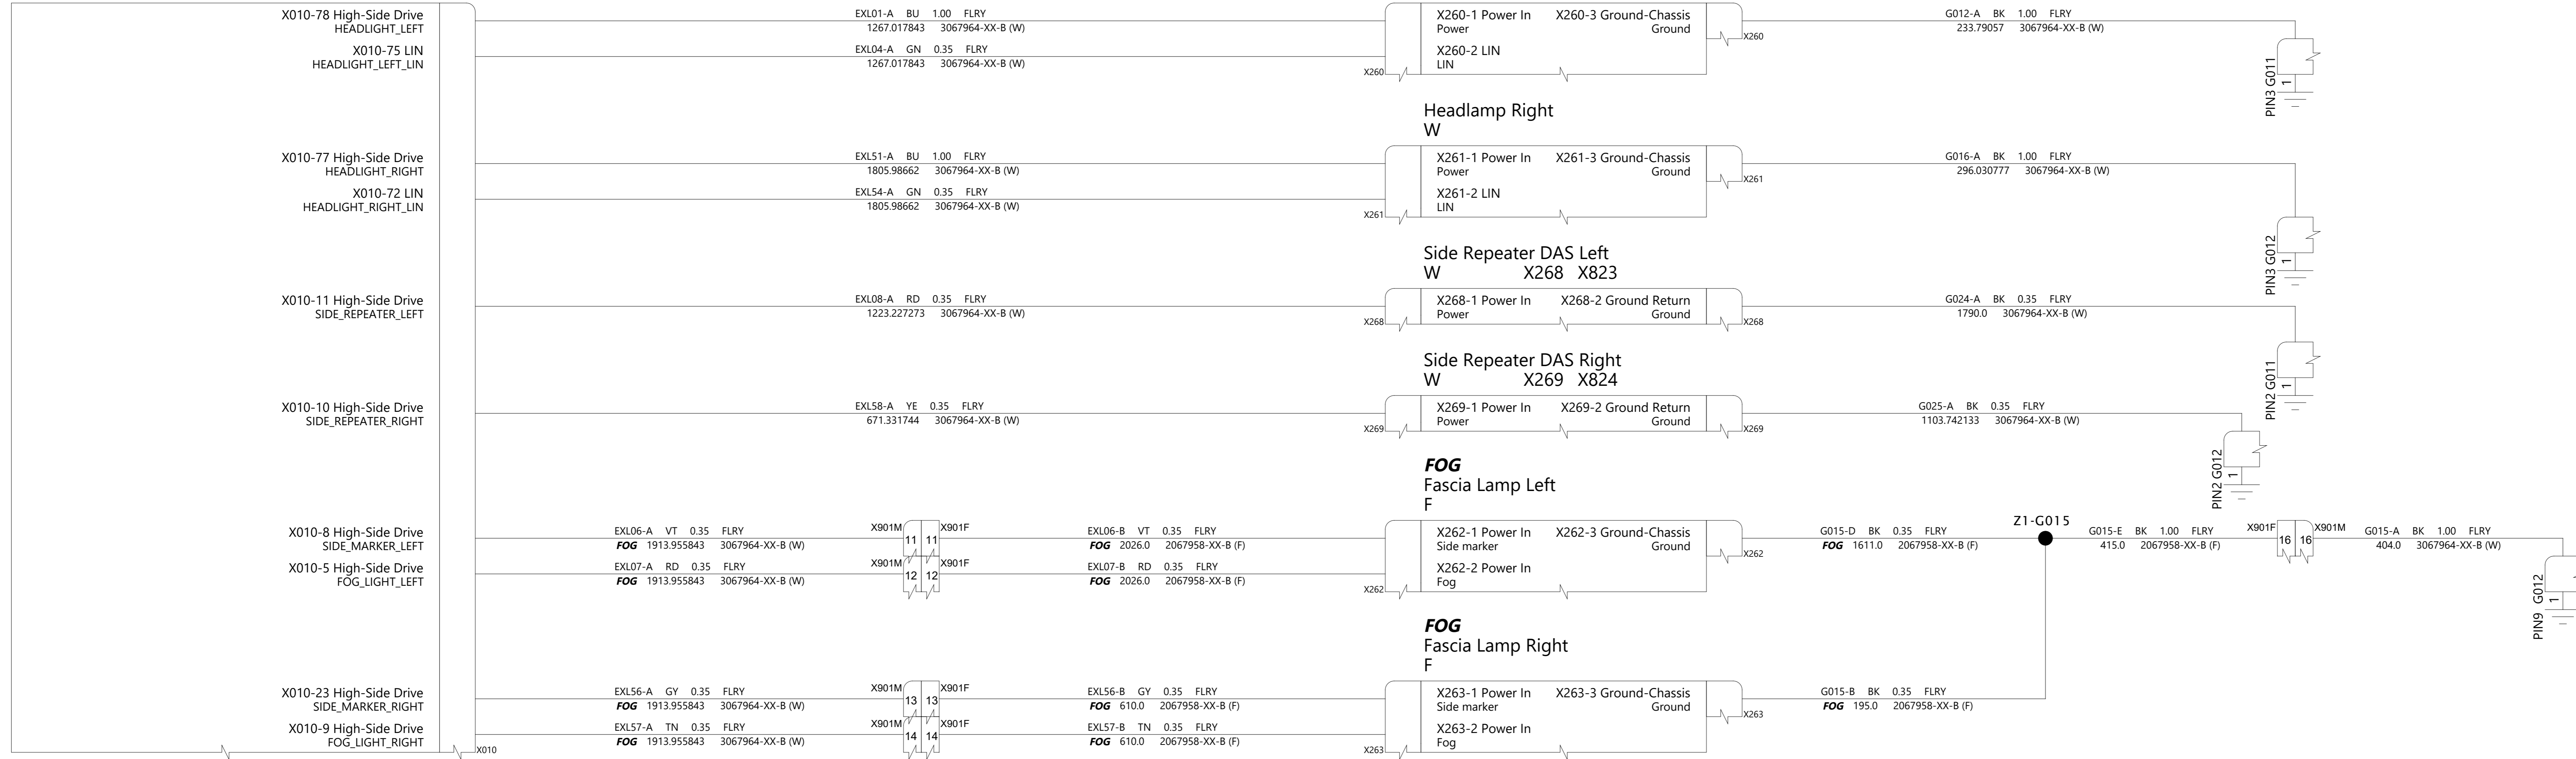 X010-78 High-Side Drive
HEADLIGHT_LEFT
EXL01-A BU 1.00 FLRY
1267.017843 3067964-XX-B (W)
X260-1 Power In X260-3 Ground-Chassis
Power Ground
X260
G012-A BK 1.00 FLRY
233.79057 3067964-XX-B (W)
X010-75 LIN
HEADLIGHT_LEFT_LIN
EXL04-A GN 0.35 FLRY
1267.017843 3067964-XX-B (W)
X260
X260-2 LIN
LIN
PIN3 G011
1
Headlamp Right
W
X010-77 High-Side Drive
HEADLIGHT_RIGHT
EXL51-A BU 1.00 FLRY
1805.98662 3067964-XX-B (W)
X261-1 Power In X261-3 Ground-Chassis
Power Ground
X261
G016-A BK 1.00 FLRY
296.030777 3067964-XX-B (W)
X010-72 LIN
HEADLIGHT_RIGHT_LIN
EXL54-A GN 0.35 FLRY
1805.98662 3067964-XX-B (W)
X261
X261-2 LIN
LIN
PIN3 G012
1
Side Repeater DAS Left
W X268 X823
X010-11 High-Side Drive
SIDE_REPEATER_LEFT
EXL08-A RD 0.35 FLRY
1223.227273 3067964-XX-B (W)
X268
X268-1 Power In X268-2 Ground Return
Power Ground
X268
G024-A BK 0.35 FLRY
1790.0 3067964-XX-B (W)
PIN2 G011
1
Side Repeater DAS Right
W X269 X824
X010-10 High-Side Drive
SIDE_REPEATER_RIGHT
EXL58-A YE 0.35 FLRY
671.331744 3067964-XX-B (W)
X269
X269-1 Power In X269-2 Ground Return
Power Ground
X269
G025-A BK 0.35 FLRY
1103.742133 3067964-XX-B (W)
PIN2 G012
1
FOG
Fascia Lamp Left
F
X010-8 High-Side Drive
SIDE_MARKER_LEFT
EXL06-A VT 0.35 FLRY
FOG 1913.955843 3067964-XX-B (W)
X901M X901F
11 11
EXL06-B VT 0.35 FLRY
FOG 2026.0 2067958-XX-B (F)
X262-1 Power In X262-3 Ground-Chassis
Side marker Ground
X262
G015-D BK 0.35 FLRY
FOG 1611.0 2067958-XX-B (F)
Z1-G015
G015-E BK 1.00 FLRY
415.0 2067958-XX-B (F)
X901F X901M
16 16
G015-A BK 1.00 FLRY
404.0 3067964-XX-B (W)
PIN9 G012
1
X010-5 High-Side Drive
FOG_LIGHT_LEFT
EXL07-A RD 0.35 FLRY
FOG 1913.955843 3067964-XX-B (W)
X901M X901F
12 12
EXL07-B RD 0.35 FLRY
FOG 2026.0 2067958-XX-B (F)
X262
X262-2 Power In
Fog
FOG
Fascia Lamp Right
F
X010-23 High-Side Drive
SIDE_MARKER_RIGHT
EXL56-A GY 0.35 FLRY
FOG 1913.955843 3067964-XX-B (W)
X901M X901F
13 13
EXL56-B GY 0.35 FLRY
FOG 610.0 2067958-XX-B (F)
X263-1 Power In X263-3 Ground-Chassis
Side marker Ground
X263
G015-B BK 0.35 FLRY
FOG 195.0 2067958-XX-B (F)
X010-9 High-Side Drive
FOG_LIGHT_RIGHT
X010
EXL57-A TN 0.35 FLRY
FOG 1913.955843 3067964-XX-B (W)
X901M X901F
14 14
EXL57-B TN 0.35 FLRY
FOG 610.0 2067958-XX-B (F)
X263
X263-2 Power In
Fog